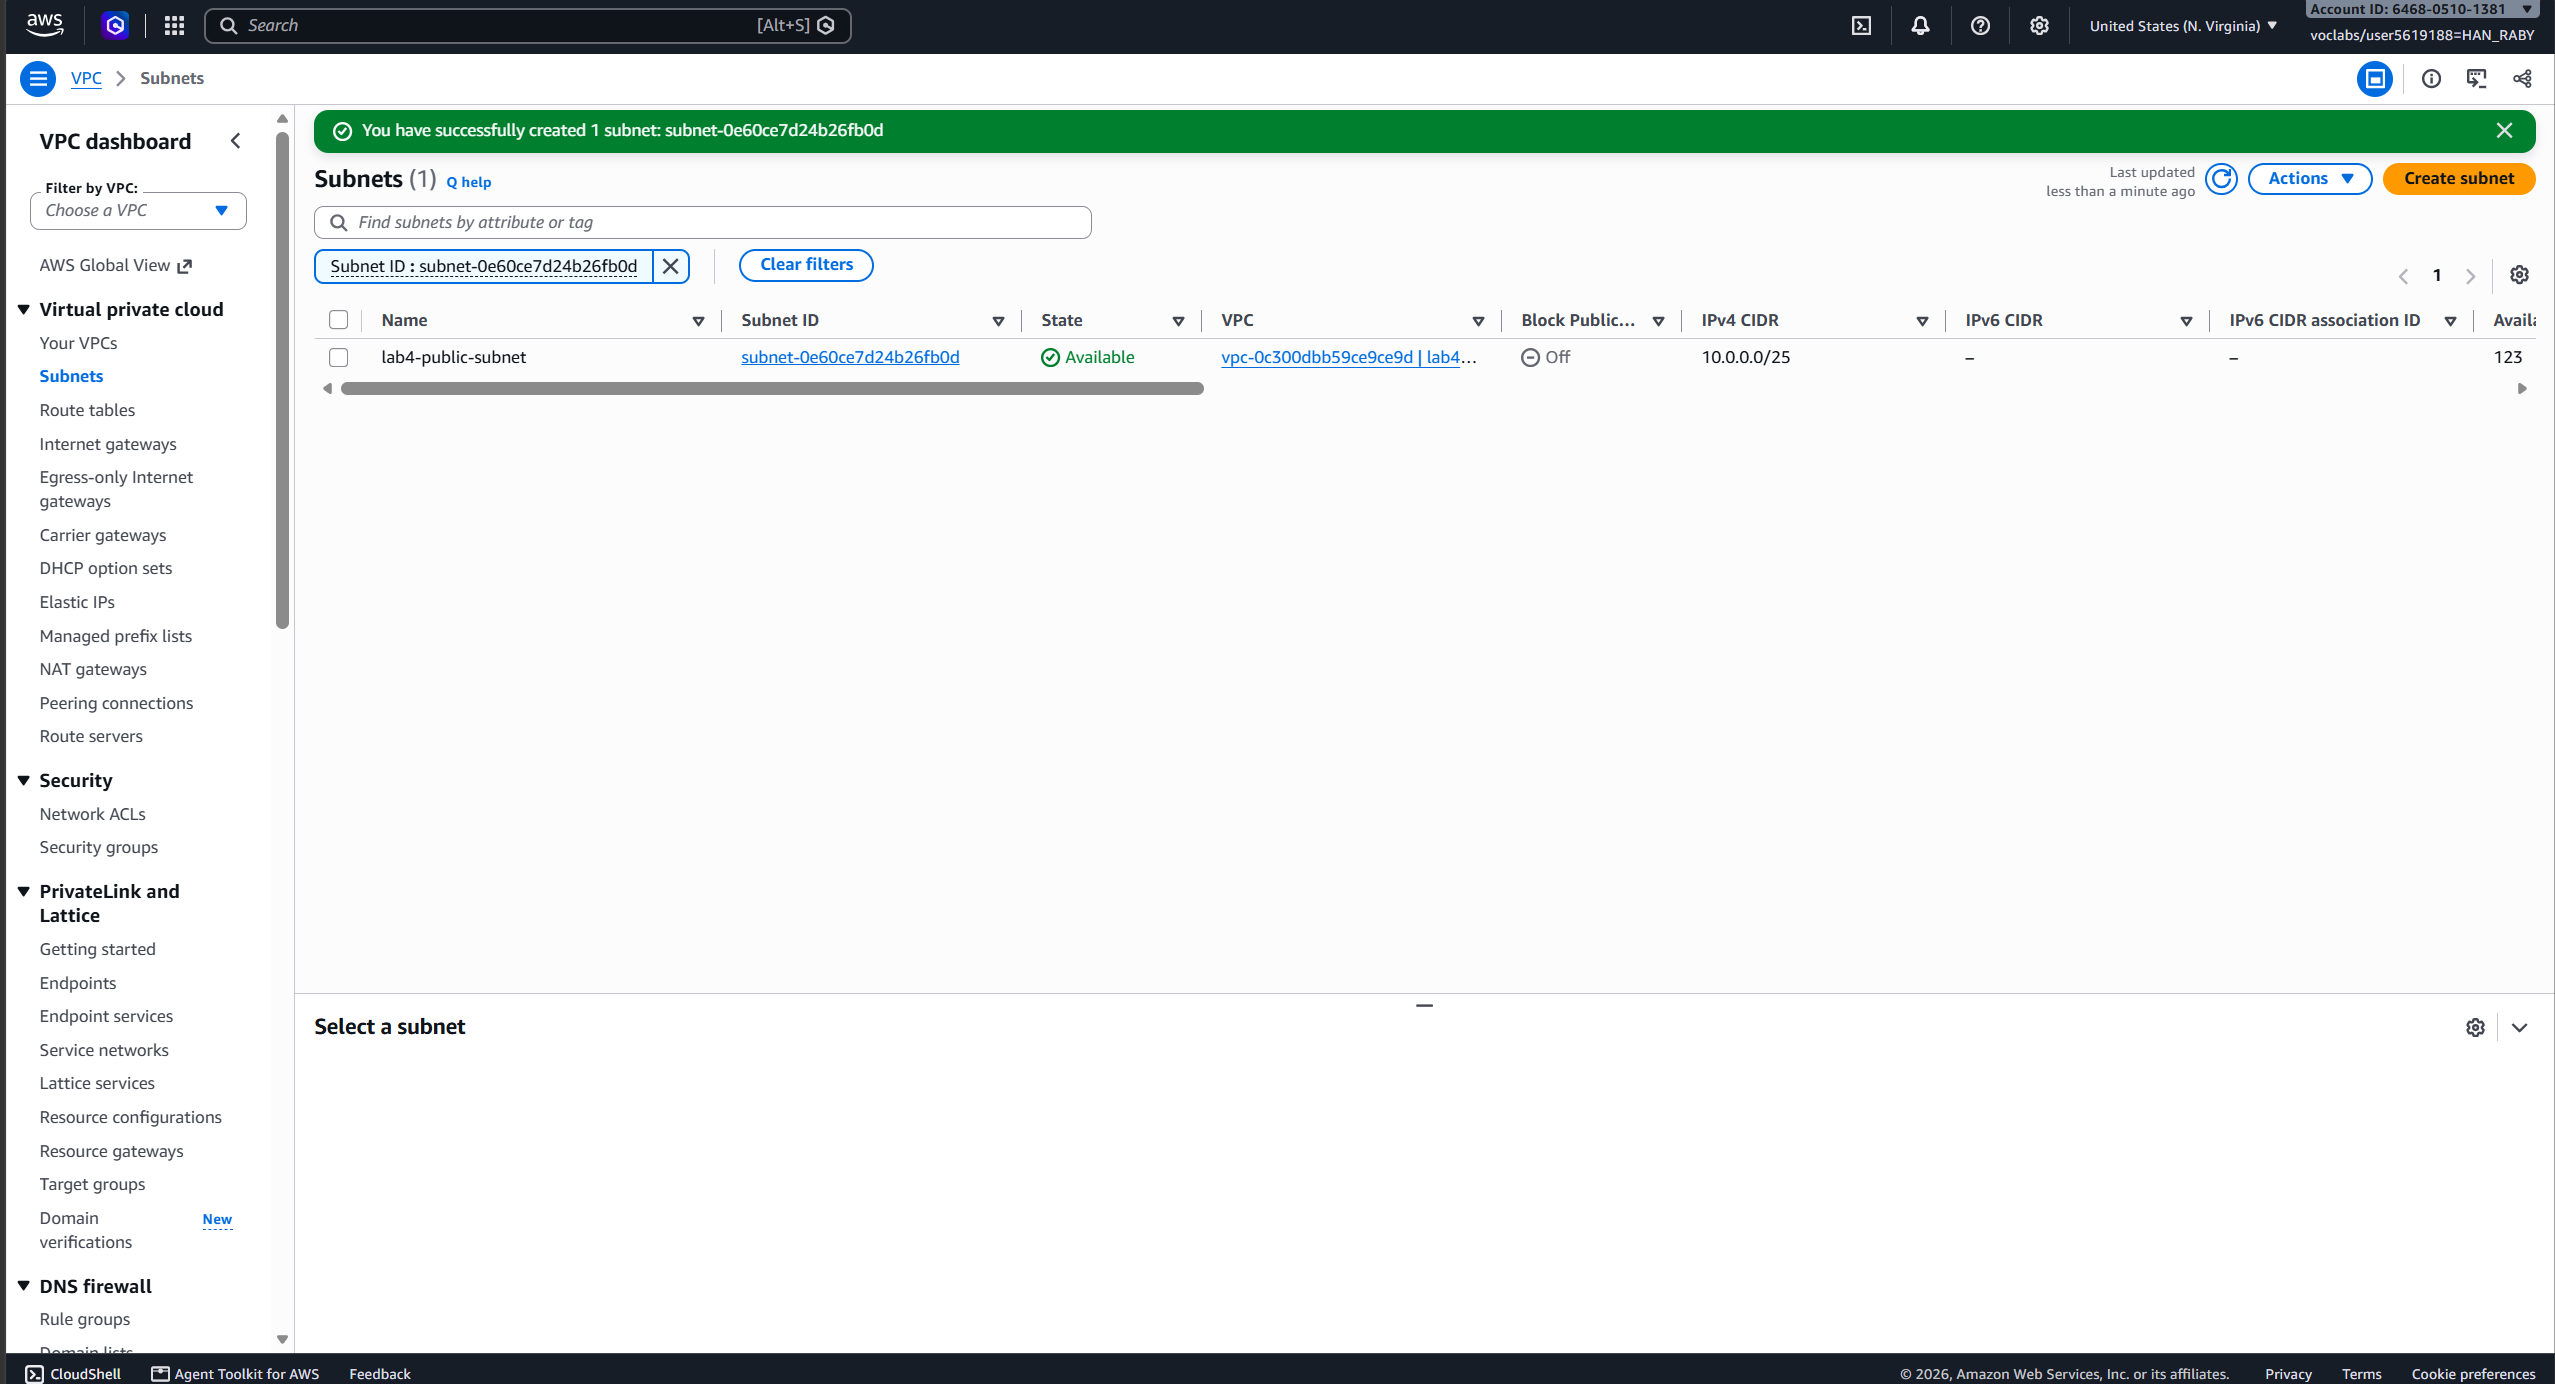 aws
Search
[Alt+S]
United States (N. Virginia)
Account ID: 6468-0510-1381
voclabs/user5619188=HAN_RABY
VPC
Subnets
VPC dashboard
Filter by VPC:
Choose a VPC
AWS Global View
Virtual private cloud
Your VPCs
Subnets
Route tables
Internet gateways
Egress-only Internet
gateways
Carrier gateways
DHCP option sets
Elastic IPs
Managed prefix lists
NAT gateways
Peering connections
Route servers
Security
Network ACLs
Security groups
PrivateLink and
Lattice
Getting started
Endpoints
Endpoint services
Service networks
Lattice services
Resource configurations
Resource gateways
Target groups
Domain
verifications
New
DNS firewall
Rule groups
Domain lists
You have successfully created 1 subnet: subnet-0e60ce7d24b26fb0d
Subnets (1) Q help
Last updated
less than a minute ago
Actions
Create subnet
Find subnets by attribute or tag
Subnet ID : subnet-0e60ce7d24b26fb0d
Clear filters
1
Name Subnet ID State VPC Block Public... IPv4 CIDR IPv6 CIDR IPv6 CIDR association ID
lab4-public-subnet subnet-0e60ce7d24b26fb0d Available vpc-0c300dbb59ce9ce9d | lab4... Off 10.0.0.0/25 – – 123
Select a subnet
CloudShell Agent Toolkit for AWS Feedback
© 2026, Amazon Web Services, Inc. or its affiliates. Privacy Terms Cookie preferences